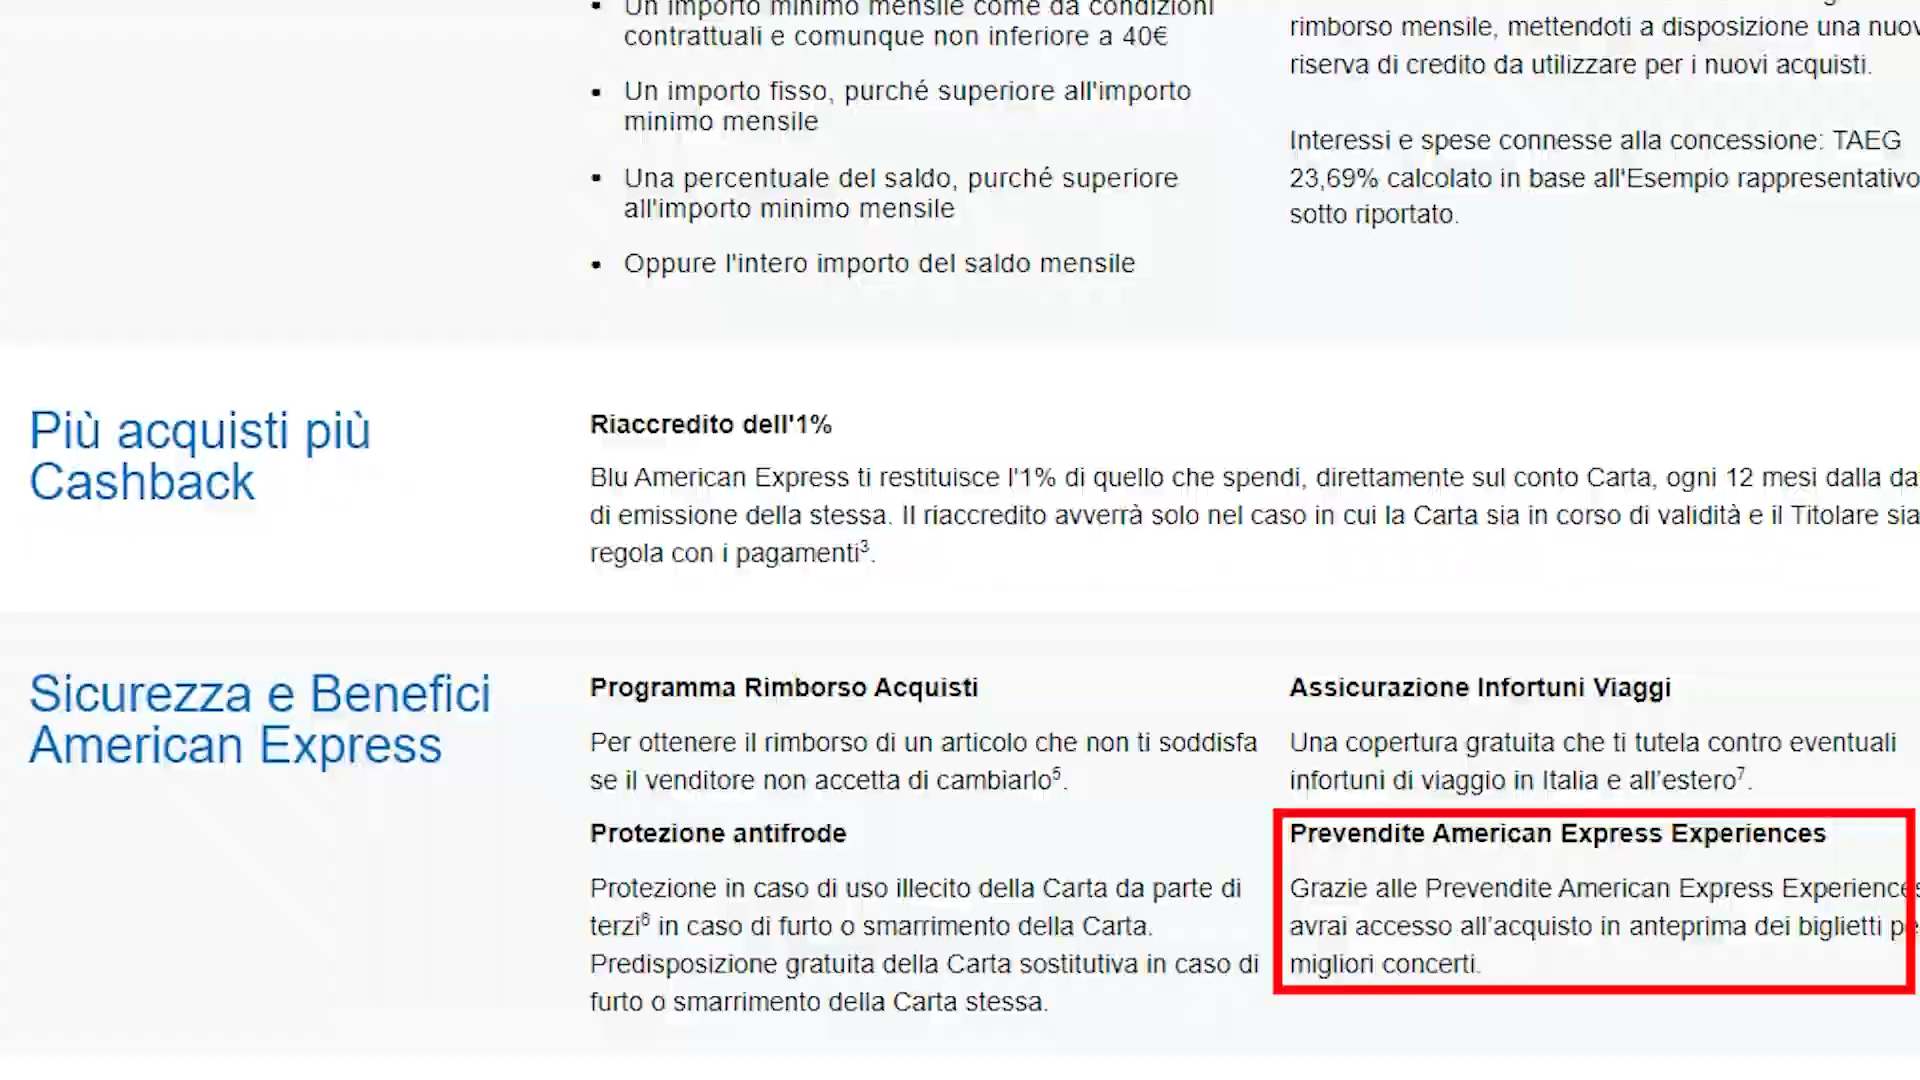 Un importo minimo mensile come da condizioni
contrattuali e comunque non inferiore a 40€
Un importo fisso, purché superiore all'importo
minimo mensile
Una percentuale del saldo, purché superiore
all'importo minimo mensile
Oppure l'intero importo del saldo mensile
rimborso mensile, mettendoti a disposizione una
riserva di credito da utilizzare per i nuovi acquisti.
Interessi e spese connesse alla concessione: TAEG
23,69% calcolato in base all'Esempio rappresentativo
sotto riportato.
Più acquisti più
Cashback
Riaccredito dell'1%
Blu American Express ti restituisce l'1% di quello che spendi, direttamente sul conto Carta, ogni 12 mesi dalla
di emissione della stessa. Il riaccredito avverrà solo nel caso in cui la Carta sia in corso di validità e il Titolare sia
regola con i pagamenti³.
Sicurezza e Benefici
American Express
Programma Rimborso Acquisti
Per ottenere il rimborso di un articolo che non ti soddisfa
se il venditore non accetta di cambiarlo⁵.
Protezione antifrode
Protezione in caso di uso illecito della Carta da parte di
terzi⁶ in caso di furto o smarrimento della Carta.
Predisposizione gratuita della Carta sostitutiva in caso di
furto o smarrimento della Carta stessa.
Assicurazione Infortuni Viaggi
Una copertura gratuita che ti tutela contro eventuali
infortuni di viaggio in Italia e all'estero⁷.
Prevendite American Express Experiences
Grazie alle Prevendite American Express Experiences
avrai accesso all'acquisto in anteprima dei biglietti
migliori concerti.